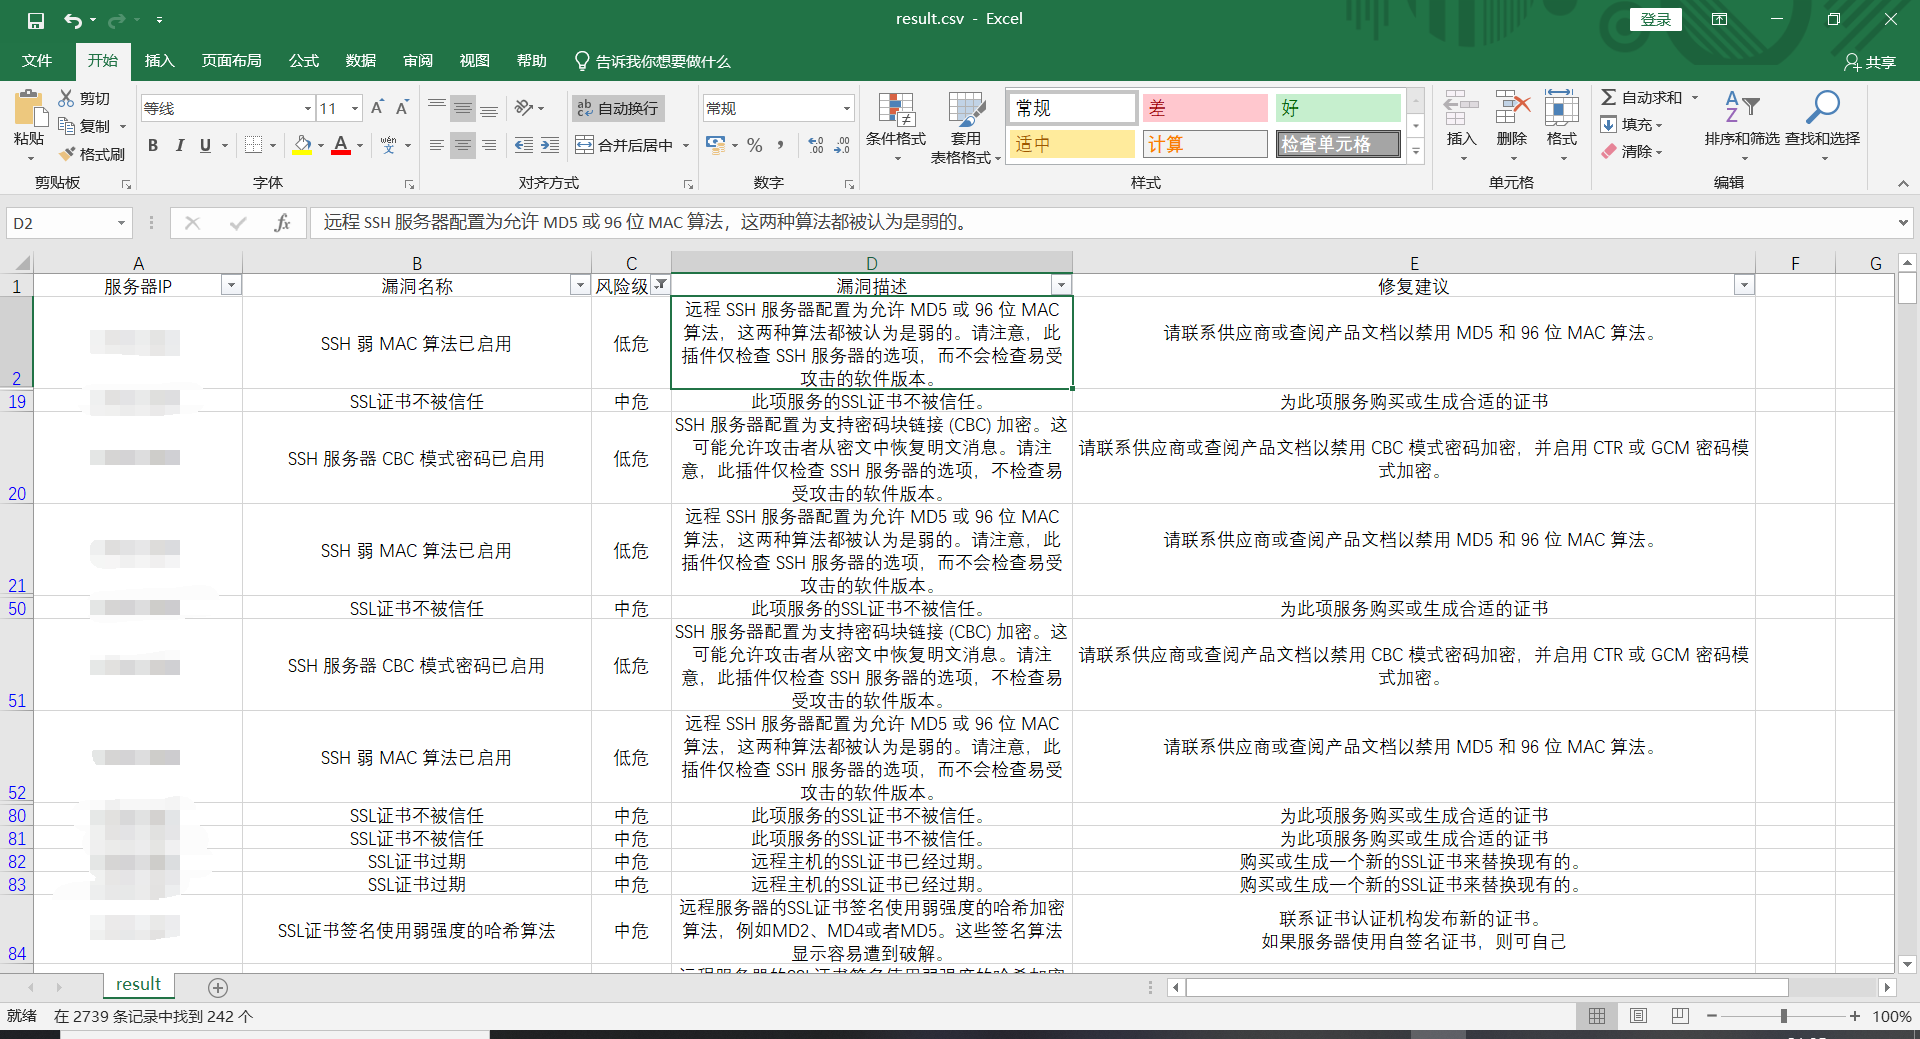 result.csv - Excel
登录
文件 开始 插入 页面布局 公式 数据 审阅 视图 帮助 告诉我你想要做什么 共享
粘贴 剪切 复制 格式刷 剪贴板
等线 11 B I U A 字体
自动换行 合并后居中 对齐方式
常规 % 数字
条件格式 套用 表格格式
常规 差 好
适中 计算 检查单元格
样式
插入 删除 格式 单元格
自动求和 填充 清除 排序和筛选 查找和选择 编辑
D2 fx 远程 SSH 服务器配置为允许 MD5 或 96 位 MAC 算法，这两种算法都被认为是弱的。
A B C D E F G
1 服务器IP 漏洞名称 风险级 漏洞描述 修复建议
2 SSH 弱 MAC 算法已启用 低危 远程 SSH 服务器配置为允许 MD5 或 96 位 MAC 算法，这两种算法都被认为是弱的。请注意，此插件仅检查 SSH 服务器的选项，而不会检查易受攻击的软件版本。 请联系供应商或查阅产品文档以禁用 MD5 和 96 位 MAC 算法。
19 SSL证书不被信任 中危 此项服务的SSL证书不被信任。 为此项服务购买或生成合适的证书
20 SSH 服务器 CBC 模式密码已启用 低危 SSH 服务器配置为支持密码块链接 (CBC) 加密。这可能允许攻击者从密文中恢复明文消息。请注意，此插件仅检查 SSH 服务器的选项，不检查易受攻击的软件版本。 请联系供应商或查阅产品文档以禁用 CBC 模式密码加密，并启用 CTR 或 GCM 密码模式加密。
21 SSH 弱 MAC 算法已启用 低危 远程 SSH 服务器配置为允许 MD5 或 96 位 MAC 算法，这两种算法都被认为是弱的。请注意，此插件仅检查 SSH 服务器的选项，而不会检查易受攻击的软件版本。 请联系供应商或查阅产品文档以禁用 MD5 和 96 位 MAC 算法。
50 SSL证书不被信任 中危 此项服务的SSL证书不被信任。 为此项服务购买或生成合适的证书
51 SSH 服务器 CBC 模式密码已启用 低危 SSH 服务器配置为支持密码块链接 (CBC) 加密。这可能允许攻击者从密文中恢复明文消息。请注意，此插件仅检查 SSH 服务器的选项，不检查易受攻击的软件版本。 请联系供应商或查阅产品文档以禁用 CBC 模式密码加密，并启用 CTR 或 GCM 密码模式加密。
52 SSH 弱 MAC 算法已启用 低危 远程 SSH 服务器配置为允许 MD5 或 96 位 MAC 算法，这两种算法都被认为是弱的。请注意，此插件仅检查 SSH 服务器的选项，而不会检查易受攻击的软件版本。 请联系供应商或查阅产品文档以禁用 MD5 和 96 位 MAC 算法。
80 SSL证书不被信任 中危 此项服务的SSL证书不被信任。 为此项服务购买或生成合适的证书
81 SSL证书不被信任 中危 此项服务的SSL证书不被信任。 为此项服务购买或生成合适的证书
82 SSL证书过期 中危 远程主机的SSL证书已经过期。 购买或生成一个新的SSL证书来替换现有的。
83 SSL证书过期 中危 远程主机的SSL证书已经过期。 购买或生成一个新的SSL证书来替换现有的。
84 SSL证书签名使用弱强度的哈希算法 中危 远程服务器的SSL证书签名使用弱强度的哈希加密算法，例如MD2、MD4或者MD5。这些签名算法显示容易遭到破解。 联系证书认证机构发布新的证书。
如果服务器使用自签名证书，则可自己
远程服务器的SSL证书签名使用弱强度的哈希加密
result
就绪 在 2739 条记录中找到 242 个 100%